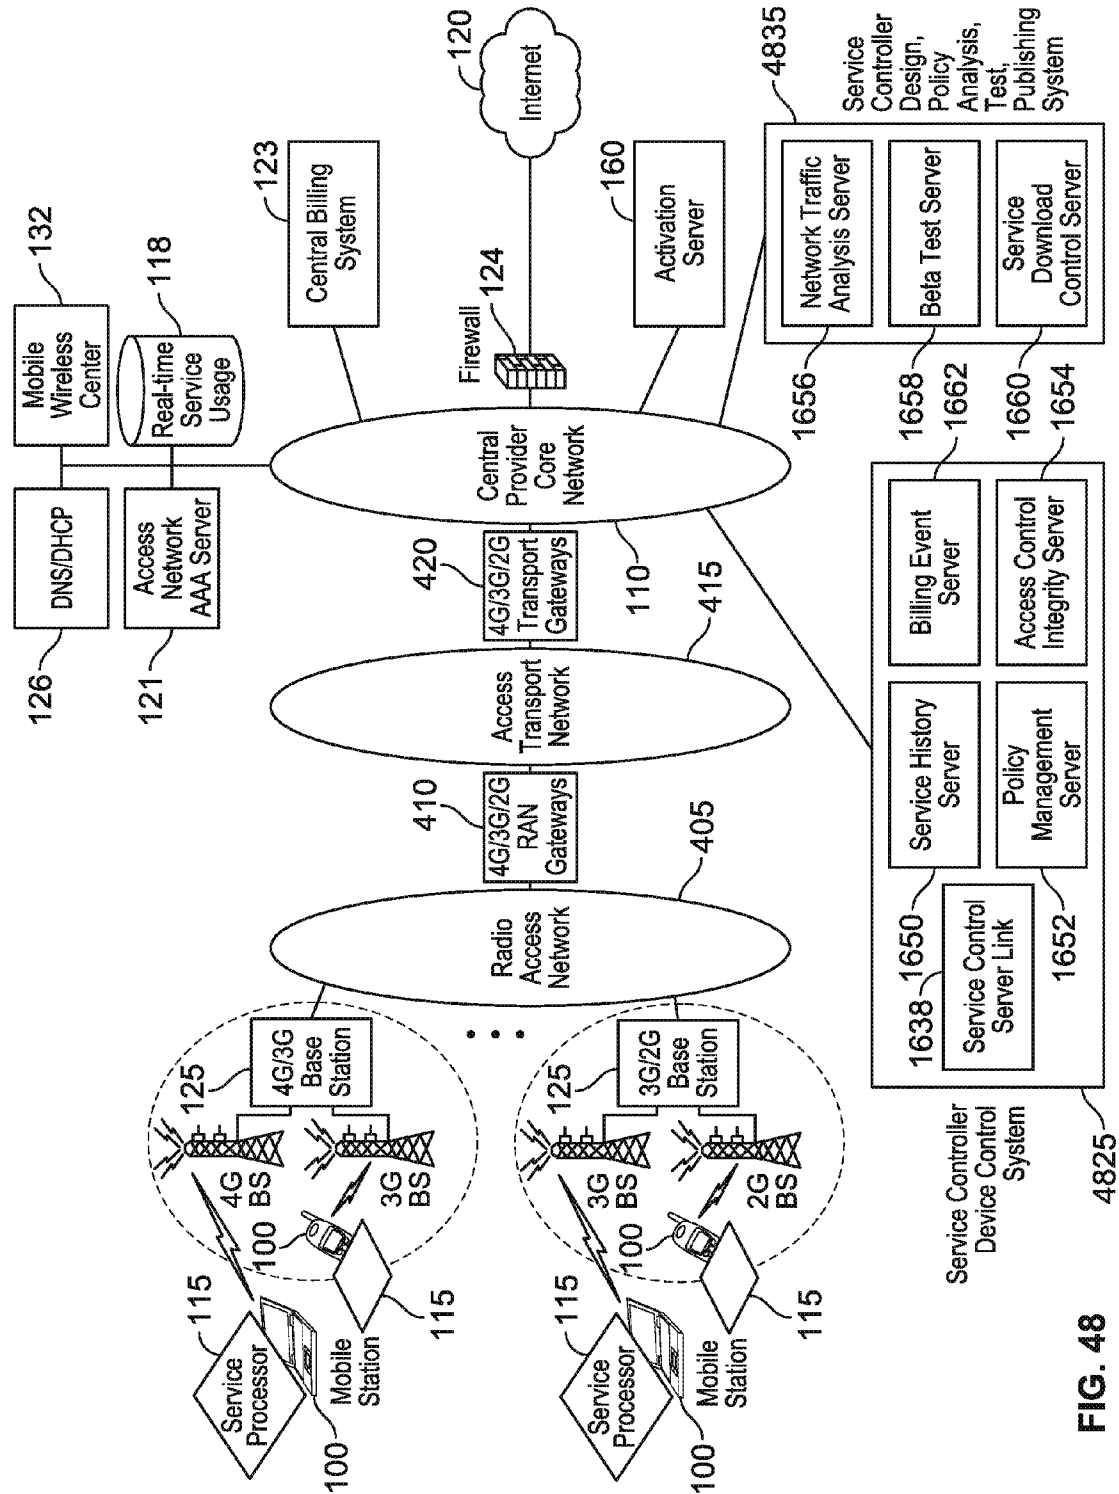 Service
Processor
115
100
Mobile
Station
100
115
4G
BS
3G
BS
125
4G/3G
Base
Station
Service
Processor
115
100
Mobile
Station
100
115
3G
BS
2G
BS
125
3G/2G
Base
Station
Radio
Access
Network
405
4G/3G/2G
RAN
Gateways
410
Access
Transport
Network
415
4G/3G/2G
Transport
Gateways
420
Central
Provider
Core
Network
110
DNS/DHCP
126
Access
Network
AAA Server
121
Mobile
Wireless
Center
132
Real-time
Service
Usage
118
Central Billing
System
123
Firewall
124
Internet
120
Activation
Server
160
Service Controller
Device Control
System
4825
Service Control
Server Link
1638
Service History
Server
1650
Policy
Management
Server
1652
Billing Event
Server
1662
Access Control
Integrity Server
1654
Network Traffic
Analysis Server
1656
Beta Test Server
1658
Service
Download
Control Server
1660
4835
Service
Controller
Design,
Policy
Analysis,
Test,
Publishing
System
FIG. 48